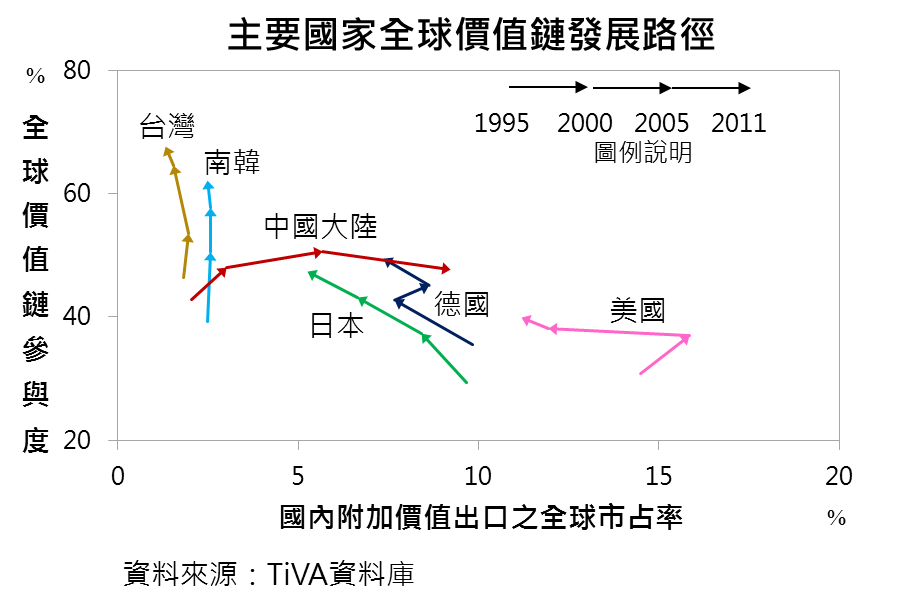 主要國家全球價值鏈發展路徑
%
全球價值鏈參與度
80
60
40
20
0 5 10 15 20
國內附加價值出口之全球市占率 %
1995 2000 2005 2011
圖例說明
台灣
南韓
中國大陸
日本
德國
美國
資料來源：TiVA資料庫